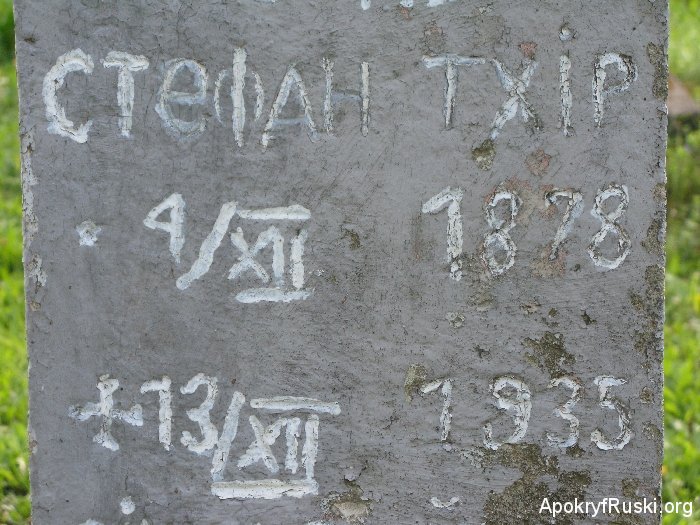 СТЕФАН ТХІР
* 4/XII 1878
+ 13/XII 1935
ApokryfRuski.org